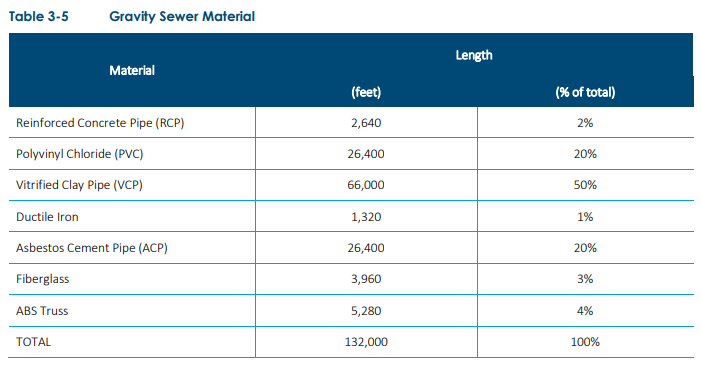 Table 3-5 Gravity Sewer Material
Material
Length
(feet)
(% of total)
Reinforced Concrete Pipe (RCP) 2,640 2%
Polyvinyl Chloride (PVC) 26,400 20%
Vitrified Clay Pipe (VCP) 66,000 50%
Ductile Iron 1,320 1%
Asbestos Cement Pipe (ACP) 26,400 20%
Fiberglass 3,960 3%
ABS Truss 5,280 4%
TOTAL 132,000 100%